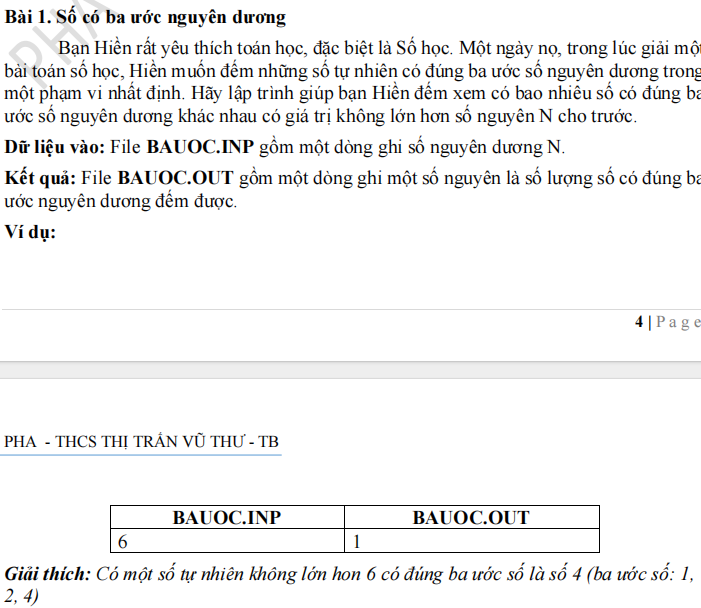 Bài 1. Số có ba ước nguyên dương
Bạn Hiền rất yêu thích toán học, đặc biệt là Số học. Một ngày nọ, trong lúc giải một
bài toán số học, Hiền muốn đếm những số tự nhiên có đúng ba ước số nguyên dương trong
một phạm vi nhất định. Hãy lập trình giúp bạn Hiền đếm xem có bao nhiêu số có đúng ba
ước số nguyên dương khác nhau có giá trị không lớn hơn số nguyên N cho trước.
Dữ liệu vào: File BAUOC.INP gồm một dòng ghi số nguyên dương N.
Kết quả: File BAUOC.OUT gồm một dòng ghi một số nguyên là số lượng số có đúng ba
ước nguyên dương đếm được.
Ví dụ:
4 | P a g e
PHA - THCS THỊ TRẤN VŨ THƯ - TB
BAUOC.INP BAUOC.OUT
6 1
Giải thích: Có một số tự nhiên không lớn hon 6 có đúng ba ước số là số 4 (ba ước số: 1,
2, 4)
PHA